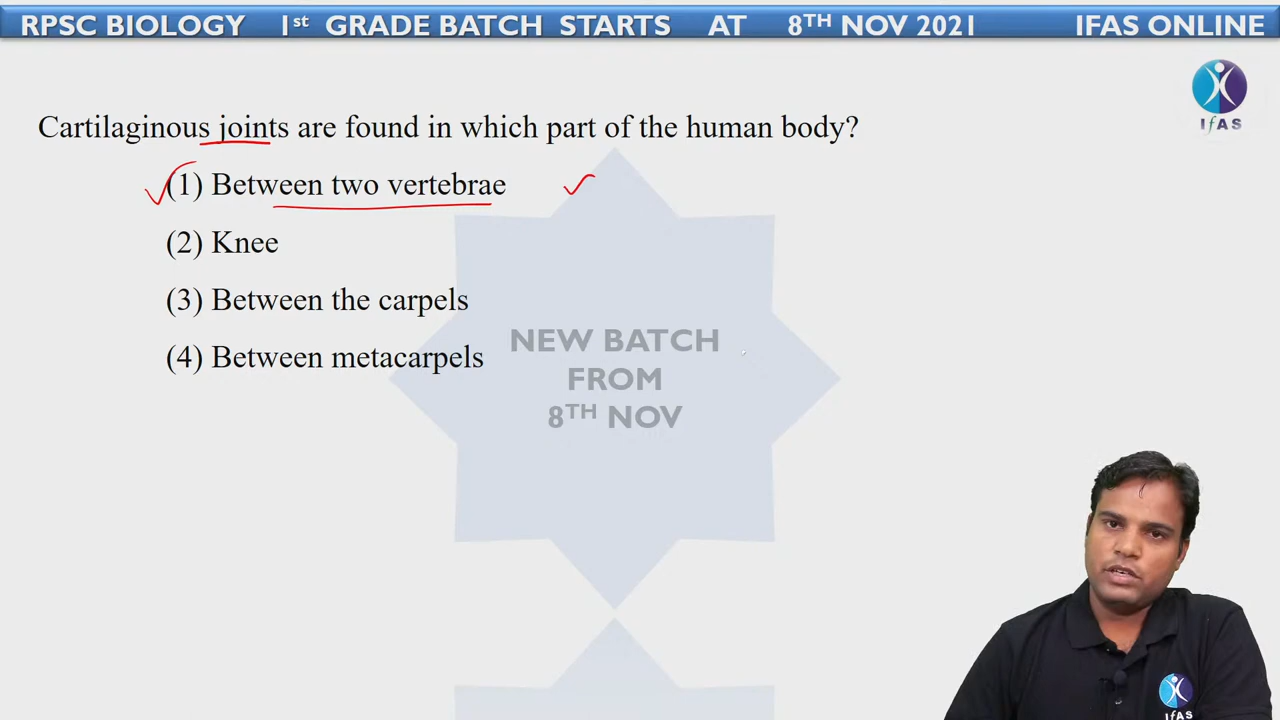 RPSC BIOLOGY 1st GRADE BATCH STARTS AT 8TH NOV 2021 IFAS ONLINE
IfAS
Cartilaginous joints are found in which part of the human body?
(1) Between two vertebrae
(2) Knee
(3) Between the carpels
(4) Between metacarpels
NEW BATCH
FROM
8TH NOV
IfAS